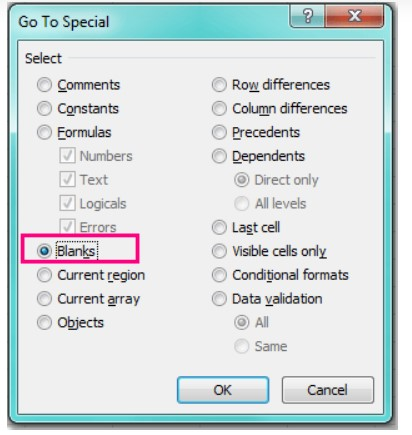 Go To Special
Select
Comments
Constants
Formulas
Numbers
Text
Logicals
Errors
Blanks
Current region
Current array
Objects
Row differences
Column differences
Precedents
Dependents
Direct only
All levels
Last cell
Visible cells only
Conditional formats
Data validation
All
Same
OK
Cancel